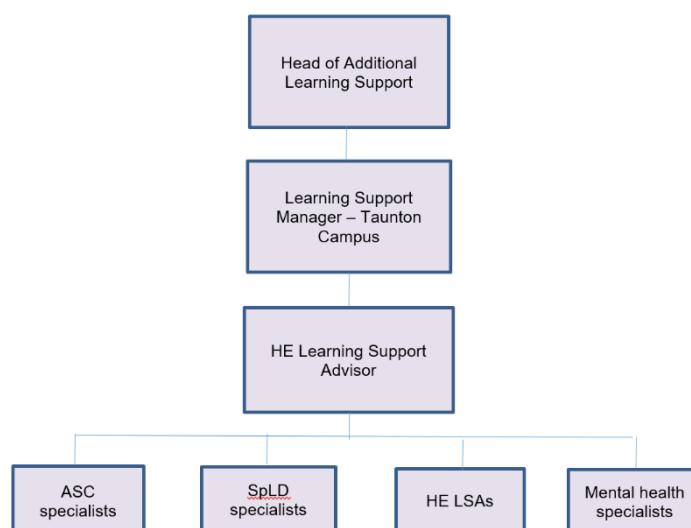 Head of Additional
Learning Support
Learning Support
Manager – Taunton
Campus
HE Learning Support
Advisor
ASC
specialists
SpLD
specialists
HE LSAs
Mental health
specialists